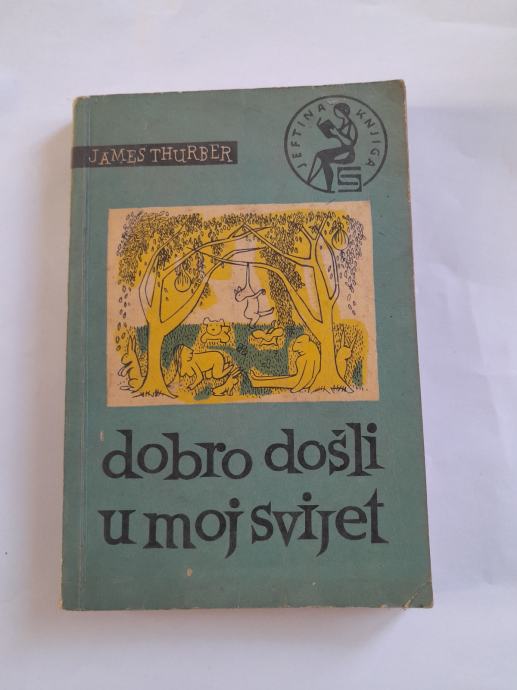 JAMES THURBER
JEFTINA KNJIGA
S
dobro došli
u moj svijet